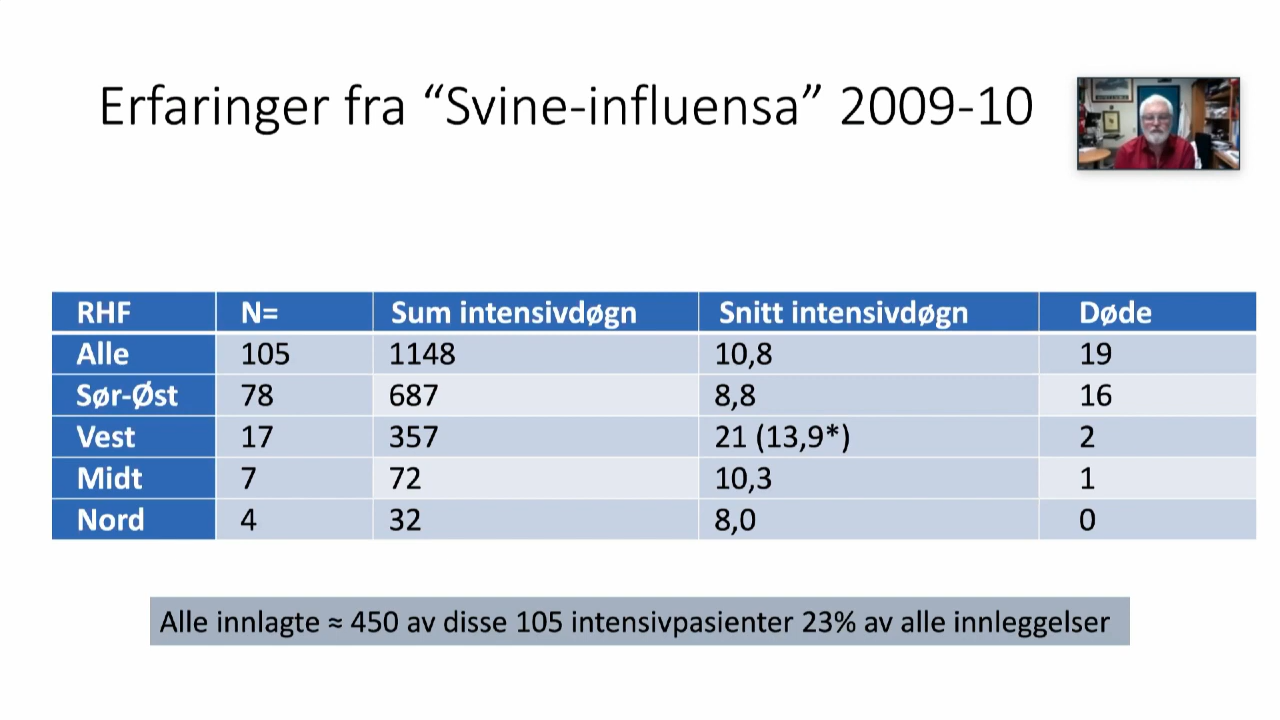 Erfaringer fra “Svine-influensa” 2009-10
RHF N= Sum intensivdøgn Snitt intensivdøgn Døde
Alle 105 1148 10,8 19
Sør-Øst 78 687 8,8 16
Vest 17 357 21 (13,9*) 2
Midt 7 72 10,3 1
Nord 4 32 8,0 0
Alle innlagte ≈ 450 av disse 105 intensivpasienter 23% av alle innleggelser